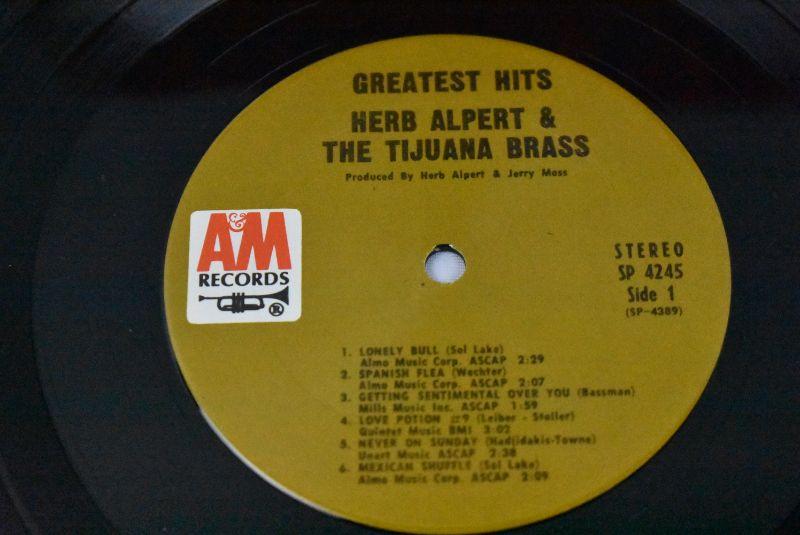 GREATEST HITS
HERB ALPERT &
THE TIJUANA BRASS
Produced By Herb Alpert & Jerry Moss
A&M
RECORDS
®
STEREO
SP 4245
Side 1
(SP-4389)
1. LONELY BULL (Sol Lake)
Almo Music Corp. ASCAP 2:29
2. SPANISH FLEA (Wechter)
Almo Music Corp. ASCAP 2:07
3. GETTING SENTIMENTAL OVER YOU (Bassman)
Mills Music Inc. ASCAP 1:59
4. LOVE POTION #9 (Leiber - Stoller)
Quintet Music BMI 3:02
5. NEVER ON SUNDAY (Hadjidakis-Towne)
Unart Music ASCAP 2:38
6. MEXICAN SHUFFLE (Sol Lake)
Almo Music Corp. ASCAP 2:09